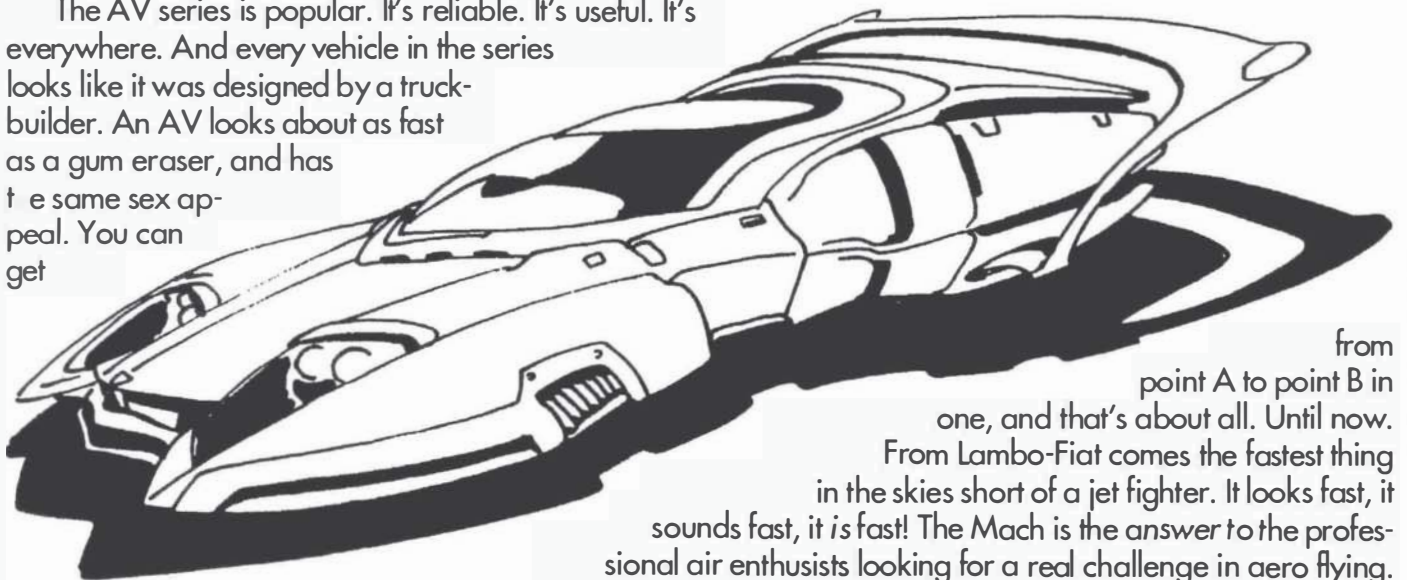 The AV series is popular. It's reliable. It's useful. It's
everywhere. And every vehicle in the series
looks like it was designed by a truck-
builder. An AV looks about as fast
as a gum eraser, and has
t e same sex ap-
peal. You can
get
from
point A to point B in
one, and that's about all. Until now.
From Lambo-Fiat comes the fastest thing
in the skies short of a jet fighter. It looks fast, it
sounds fast, it is fast! The Mach is the answer to the profes-
sional air enthusists looking for a real challenge in aero flying.